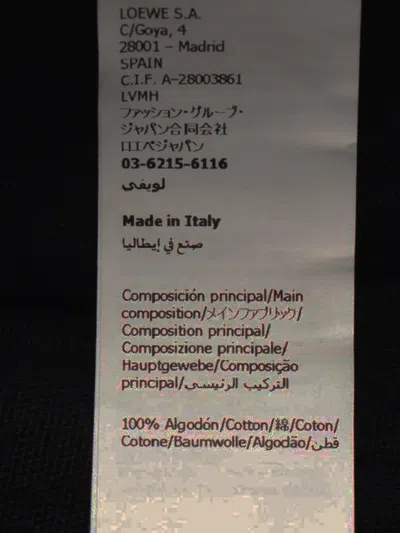 LOEWE S.A.
C/Goya, 4
28001 – Madrid
SPAIN
C.I.F. A–28003861
LVMH
ファッション・グループ・
ジャパン合同会社
ロエベジャパン
03-6215-6116
لويفي
Made in Italy
صنع في إيطاليا
Composición principal/Main
composition/メインファブリック/
Composition principal/
Composizione principale/
Hauptgewebe/Composição
principal/التركيب الرئيسي
100% Algodón/Cotton/綿/Coton/
Cotone/Baumwolle/Algodão/قطن